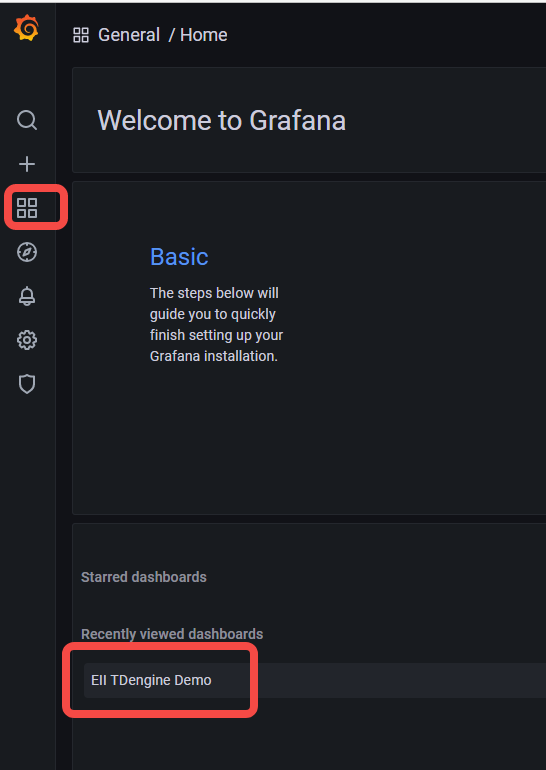 General / Home
Welcome to Grafana
Basic
The steps below will
guide you to quickly
finish setting up your
Grafana installation.
Starred dashboards
Recently viewed dashboards
EII TDengine Demo